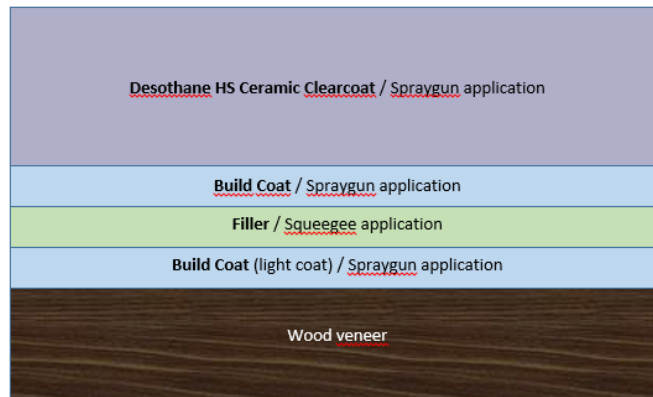 Desothane HS Ceramic Clearcoat / Spraygun application
Build Coat / Spraygun application
Filler / Squeegee application
Build Coat (light coat) / Spraygun application
Wood veneer